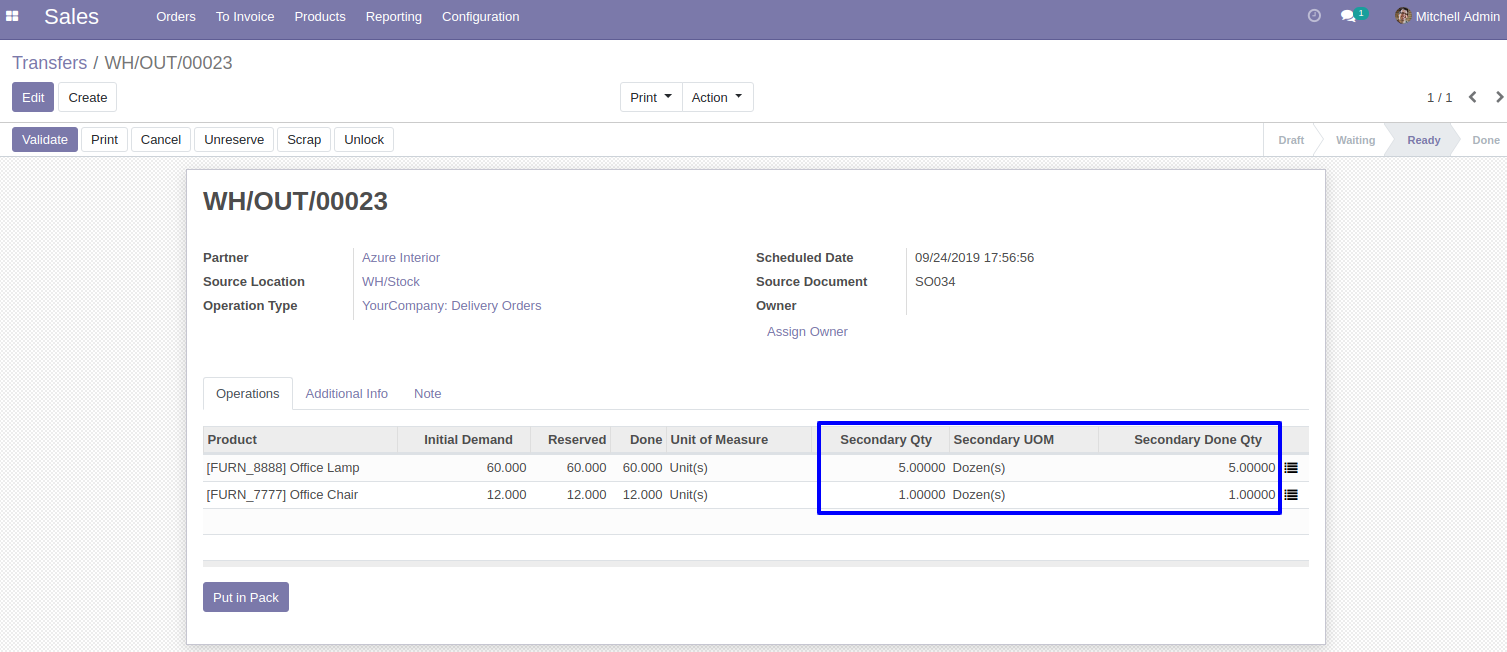 Sales Orders To Invoice Products Reporting Configuration 1 Mitchell Admin
Transfers / WH/OUT/00023
Edit Create Print Action 1 / 1
Validate Print Cancel Unreserve Scrap Unlock Draft Waiting Ready Done
WH/OUT/00023
Partner Azure Interior Scheduled Date 09/24/2019 17:56:56
Source Location WH/Stock Source Document SO034
Operation Type YourCompany: Delivery Orders Owner
Assign Owner
Operations Additional Info Note
Product Initial Demand Reserved Done Unit of Measure Secondary Qty Secondary UOM Secondary Done Qty
[FURN_8888] Office Lamp 60.000 60.000 60.000 Unit(s) 5.00000 Dozen(s) 5.00000
[FURN_7777] Office Chair 12.000 12.000 12.000 Unit(s) 1.00000 Dozen(s) 1.00000
Put in Pack